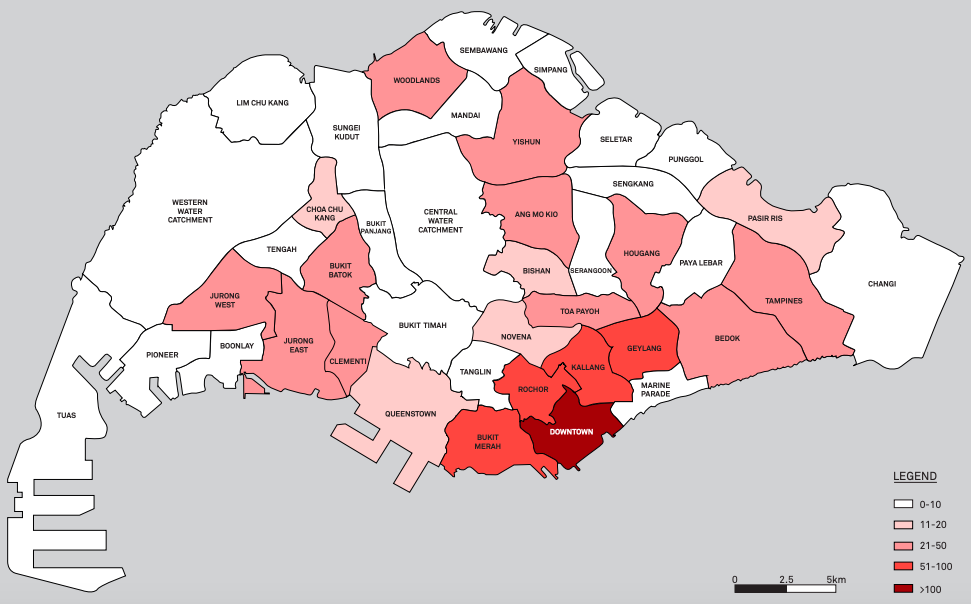 SEMBAWANG
SIMPANG
WOODLANDS
LIM CHU KANG
MANDAI
SUNGEI
KUDUT
YISHUN
SELETAR
PUNGGOL
SENGKANG
WESTERN
WATER
CATCHMENT
CHOA CHU
KANG
BUKIT
PANJANG
CENTRAL
WATER
CATCHMENT
ANG MO KIO
PASIR RIS
TENGAH
HOUGANG
PAYA LEBAR
BUKIT
BATOK
BISHAN
SERANGOON
CHANGI
JURONG
WEST
TAMPINES
TOA PAYOH
BUKIT TIMAH
NOVENA
BEDOK
PIONEER
BOONLAY
JURONG
EAST
CLEMENTI
GEYLANG
KALLANG
TANGLIN
ROCHOR
MARINE
PARADE
TUAS
QUEENSTOWN
DOWNTOWN
BUKIT
MERAH
LEGEND
0-10
11-20
21-50
51-100
>100
0 2.5 5km